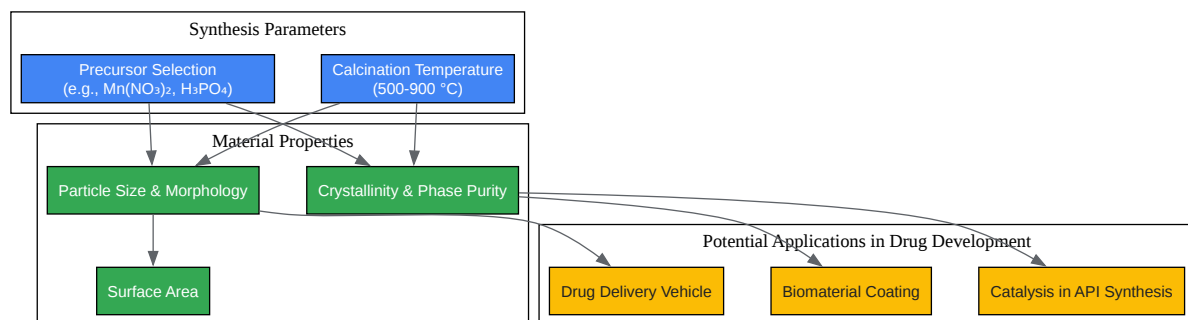 Synthesis Parameters
Precursor Selection
(e.g., Mn(NO₃)₂, H₃PO₄)
Calcination Temperature
(500-900 °C)
Material Properties
Particle Size & Morphology
Crystallinity & Phase Purity
Surface Area
Potential Applications in Drug Development
Drug Delivery Vehicle
Biomaterial Coating
Catalysis in API Synthesis